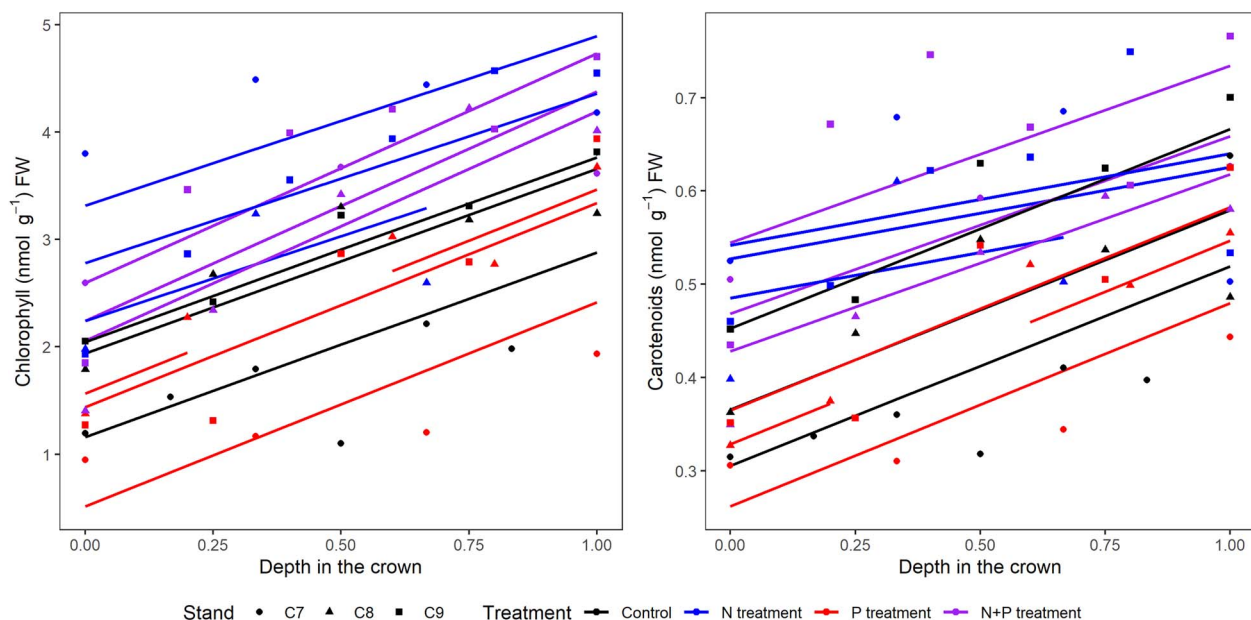 Chlorophyll (nmol g⁻¹) FW
5
4
3
2
1
0.00 0.25 0.50 0.75 1.00
Depth in the crown
Carotenoids (nmol g⁻¹) FW
0.7
0.6
0.5
0.4
0.3
0.00 0.25 0.50 0.75 1.00
Depth in the crown
Stand C7 C8 C9 Treatment Control N treatment P treatment N+P treatment